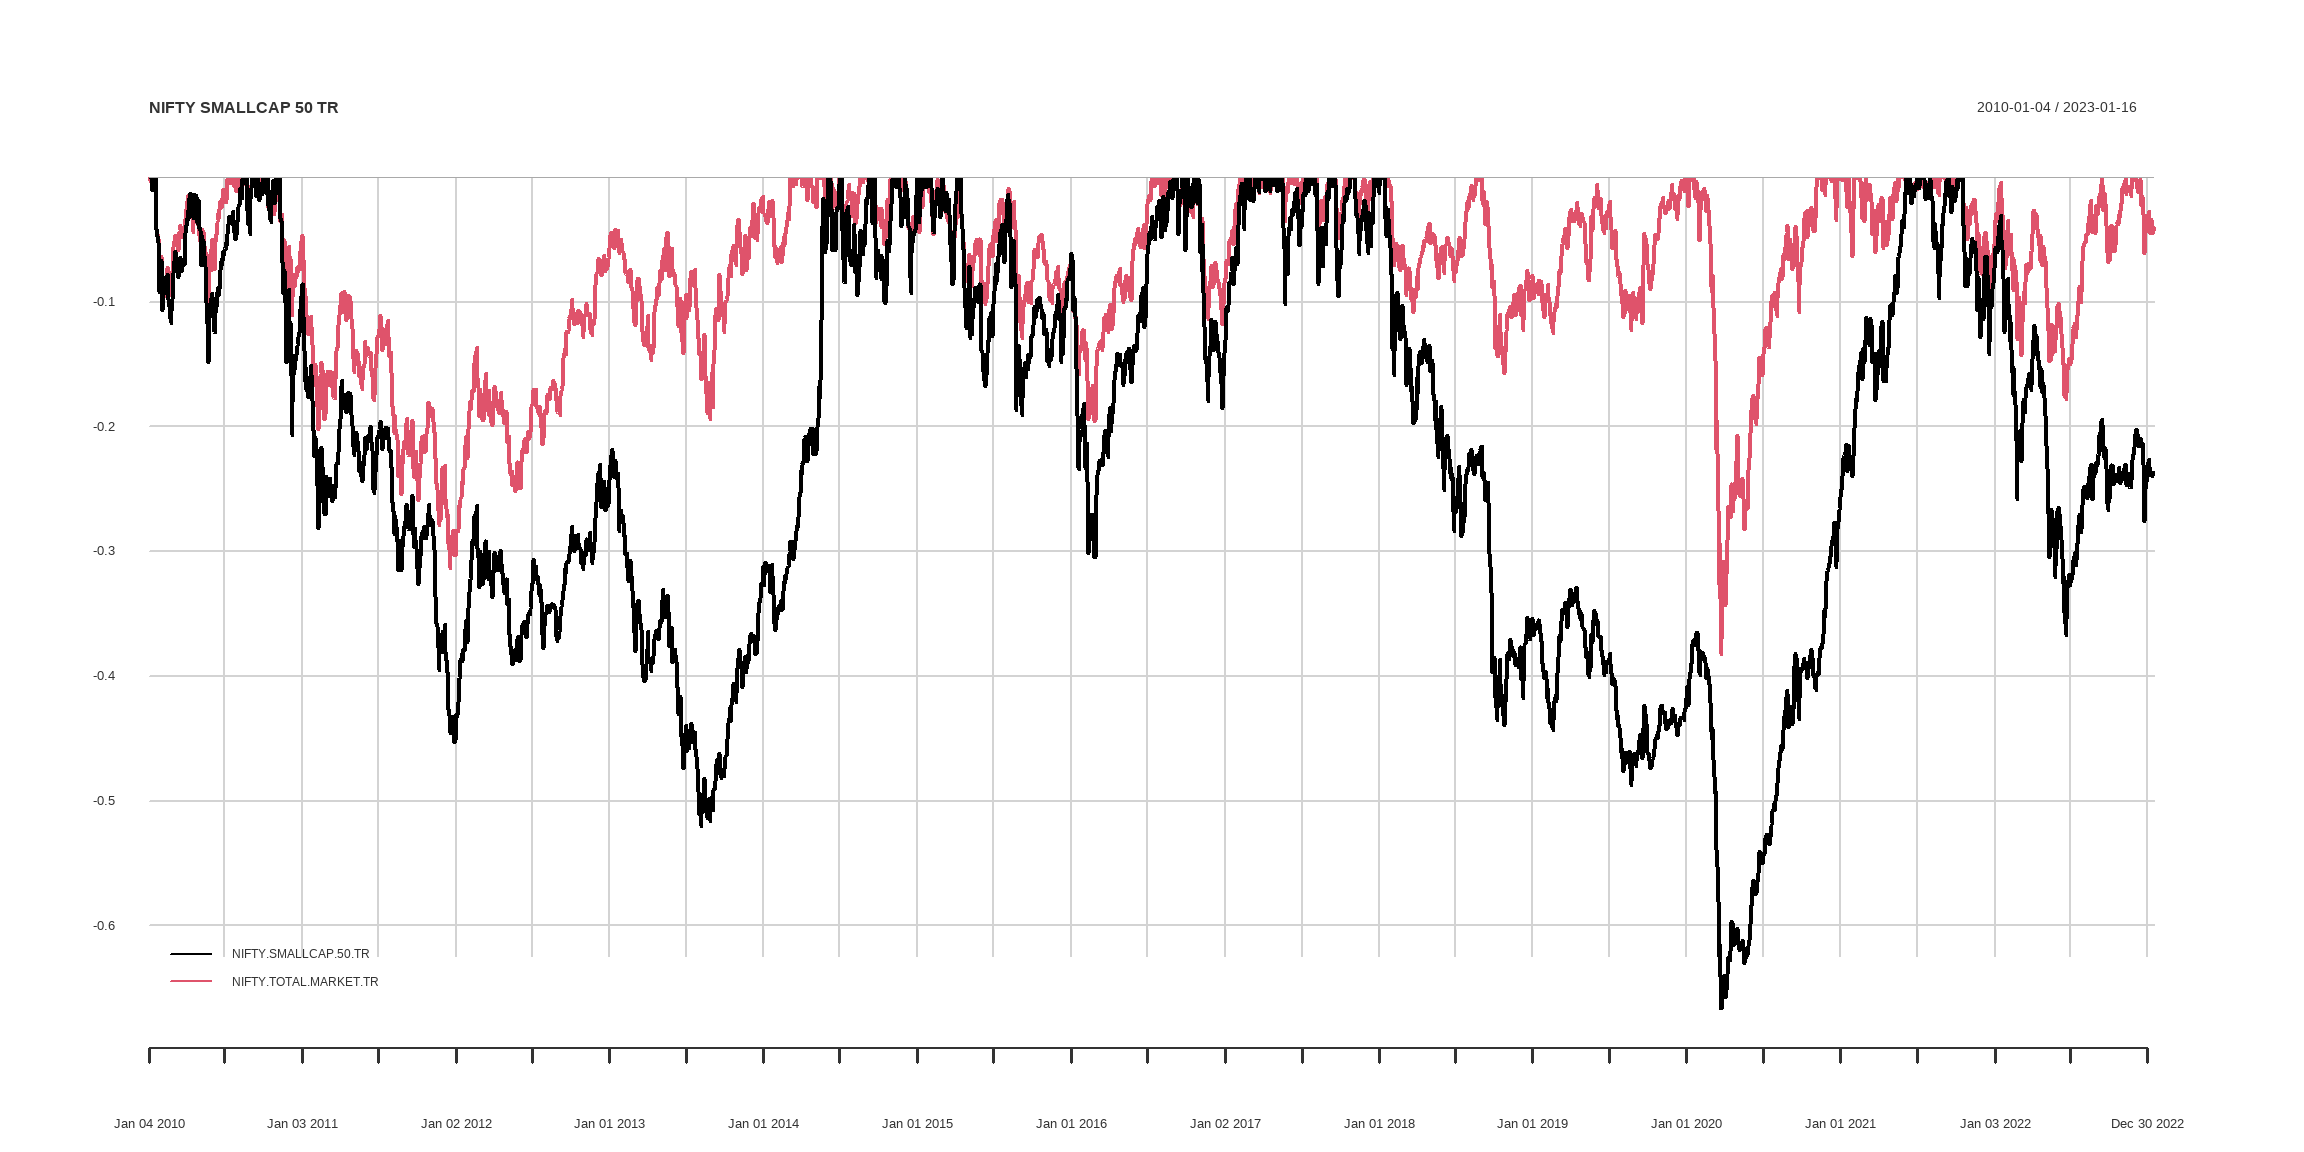 NIFTY SMALLCAP 50 TR
2010-01-04 / 2023-01-16
-0.1
-0.2
-0.3
-0.4
-0.5
-0.6
NIFTY.SMALLCAP.50.TR
NIFTY.TOTAL.MARKET.TR
Jan 04 2010 Jan 03 2011 Jan 02 2012 Jan 01 2013 Jan 01 2014 Jan 01 2015 Jan 01 2016 Jan 02 2017 Jan 01 2018 Jan 01 2019 Jan 01 2020 Jan 01 2021 Jan 03 2022 Dec 30 2022